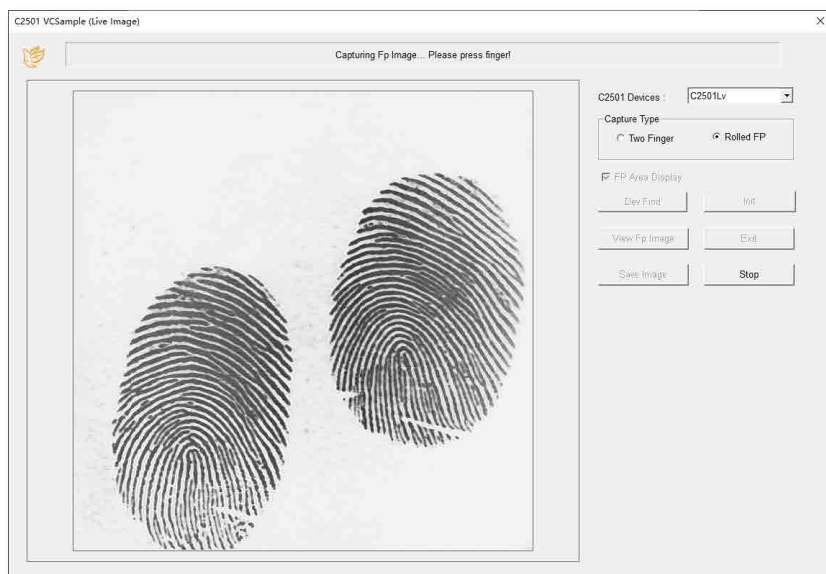 C2501 VCSample (Live Image)
Capturing Fp Image... Please press finger!
C2501 Devices :
C2501Lv
Capture Type
Two Finger
Rolled FP
FP Area Display
Dev Find
Init
View Fp Image
Exit
Save Image
Stop